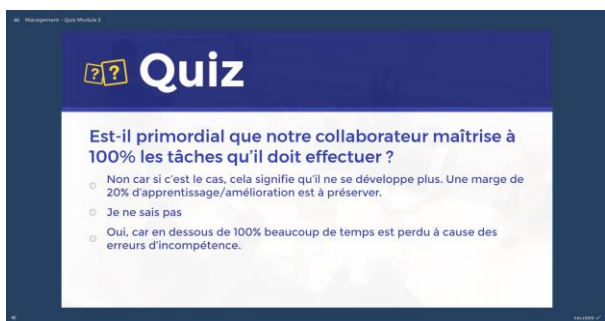 Management - Quiz Module 3
?? Quiz
Est-il primordial que notre collaborateur maîtrise à
100% les tâches qu'il doit effectuer ?
Non car si c'est le cas, cela signifie qu'il ne se développe plus. Une marge de
20% d'apprentissage/amélioration est à préserver.
Je ne sais pas
Oui, car en dessous de 100% beaucoup de temps est perdu à cause des
erreurs d'incompétence.
VALIDER